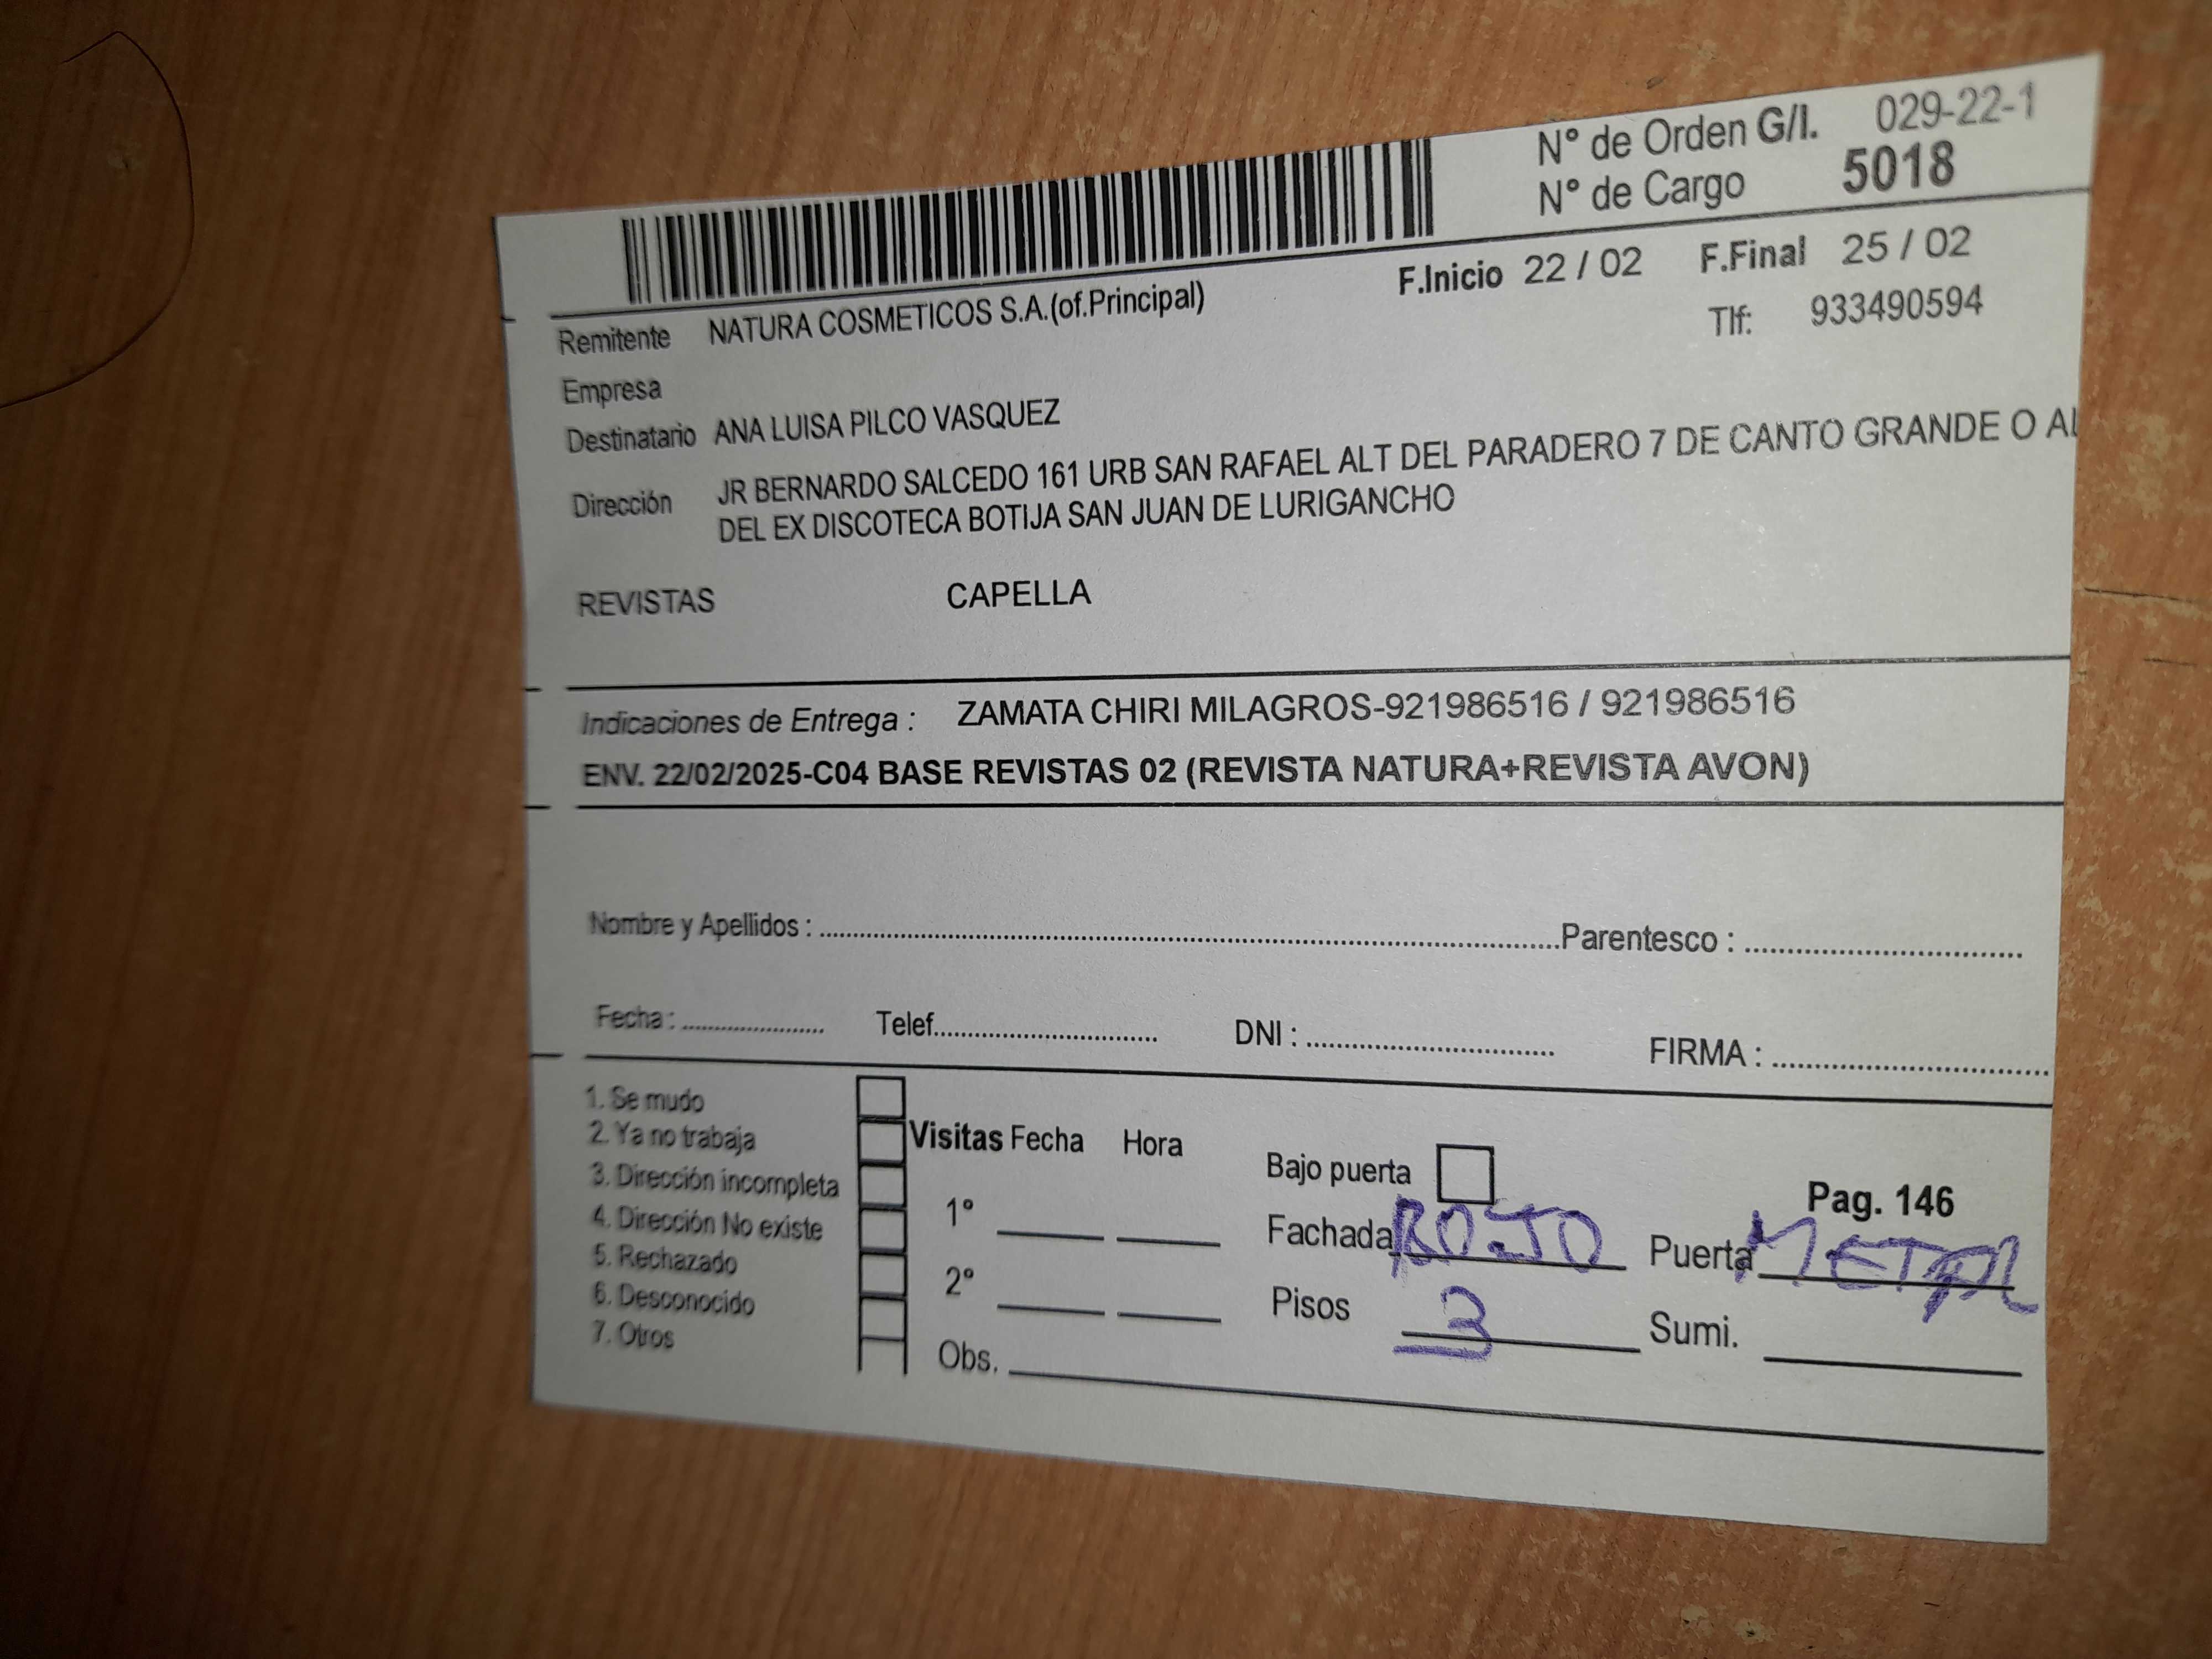 N° de Orden G/I. 029-22-1
N° de Cargo 5018
F.Inicio 22 / 02 F.Final 25 / 02
Remitente NATURA COSMETICOS S.A.(of.Principal) Tlf: 933490594
Empresa
Destinatario ANA LUISA PILCO VASQUEZ
Dirección JR BERNARDO SALCEDO 161 URB SAN RAFAEL ALT DEL PARADERO 7 DE CANTO GRANDE O AL
DEL EX DISCOTECA BOTIJA SAN JUAN DE LURIGANCHO
REVISTAS CAPELLA
Indicaciones de Entrega : ZAMATA CHIRI MILAGROS-921986516 / 921986516
ENV. 22/02/2025-C04 BASE REVISTAS 02 (REVISTA NATURA+REVISTA AVON)
Nombre y Apellidos : Parentesco :
Fecha : Telef. DNI : FIRMA :
1. Se mudo
2. Ya no trabaja
3. Dirección incompleta
4. Dirección No existe
5. Rechazado
6. Desconocido
7. Otros
Visitas Fecha Hora
1°
2°
Obs.
Bajo puerta
Pag. 146
Fachada ROJO Puerta METAL
Pisos 3 Sumi.